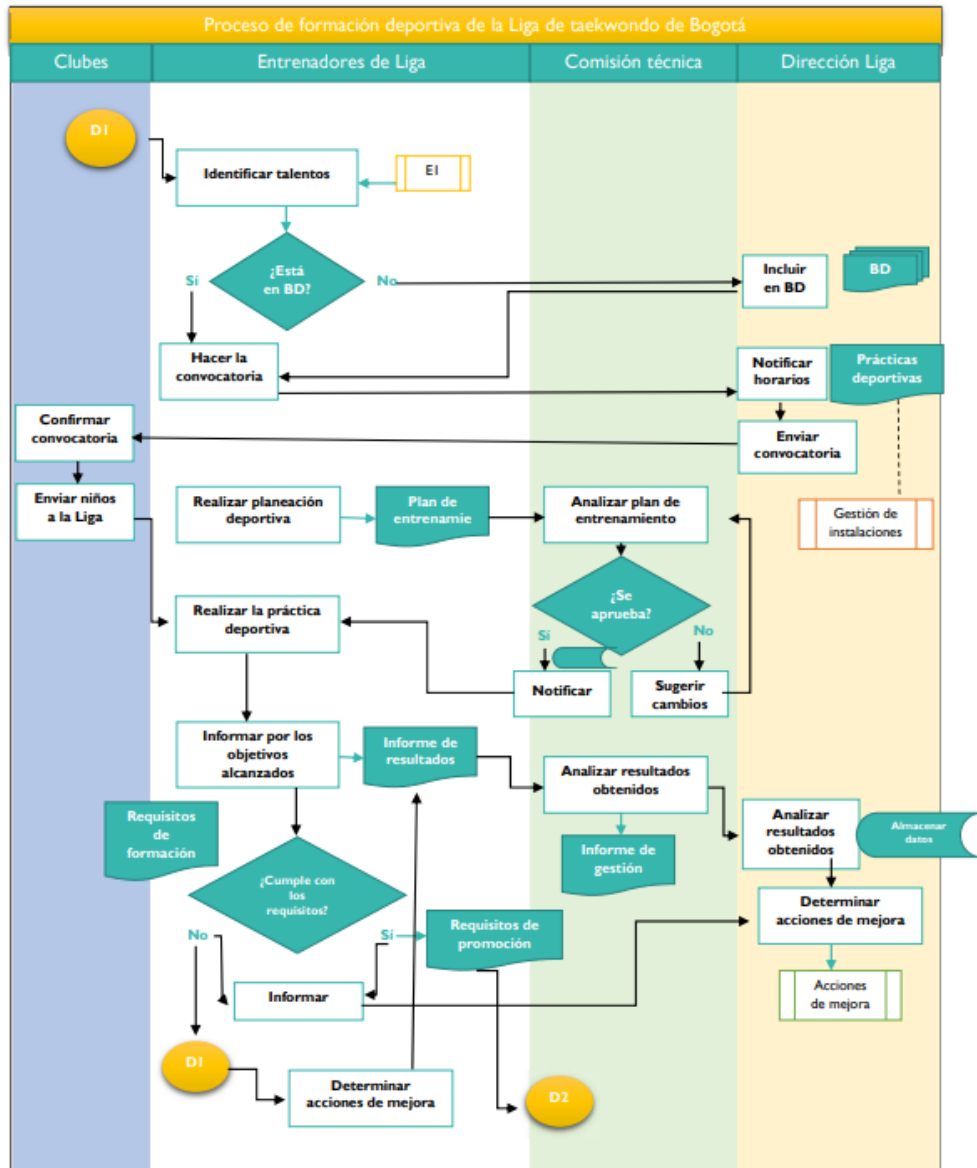 Proceso de formación deportiva de la Liga de taekwondo de Bogotá
Clubes
Entrenadores de Liga
Comisión técnica
Dirección Liga
D1
Identificar talentos
E1
¿Está
en BD?
Sí
No
Incluir
en BD
BD
Hacer la
convocatoria
Notificar
horarios
Prácticas
deportivas
Confirmar
convocatoria
Enviar
convocatoria
Enviar niños
a la Liga
Realizar planeación
deportiva
Plan de
entrenamie
Analizar plan de
entrenamiento
Gestión de
instalaciones
Realizar la práctica
deportiva
¿Se
aprueba?
Sí
No
Notificar
Sugerir
cambios
Informar por los
objetivos
alcanzados
Informe de
resultados
Analizar resultados
obtenidos
Requisitos
de
formación
Analizar
resultados
obtenidos
Almacenar
datos
Informe de
gestión
¿Cumple con
los
requisitos?
Determinar
acciones de mejora
No
Sí
Requisitos de
promoción
Informar
Acciones
de mejora
D1
Determinar
acciones de mejora
D2